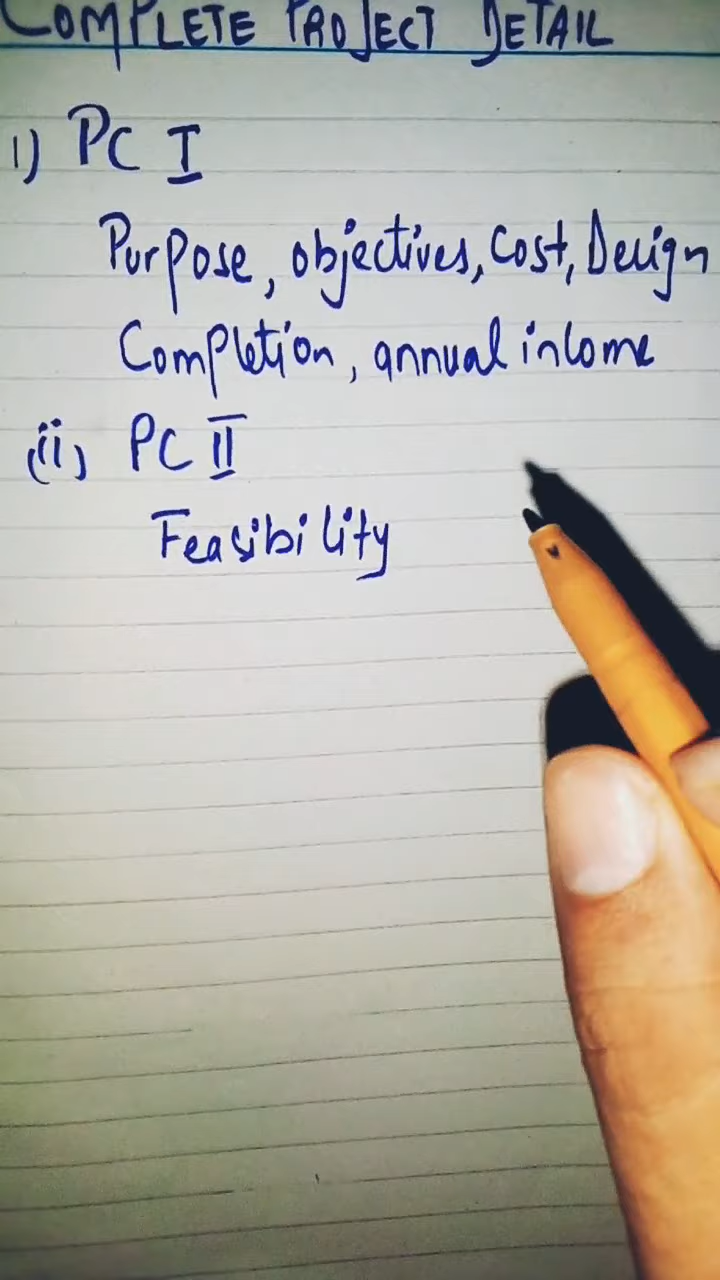 COMPLETE PROJECT DETAIL
1) PC I
Purpose, objectives, Cost, Design
Completion, annual income
(ii) PC II
Feasibility